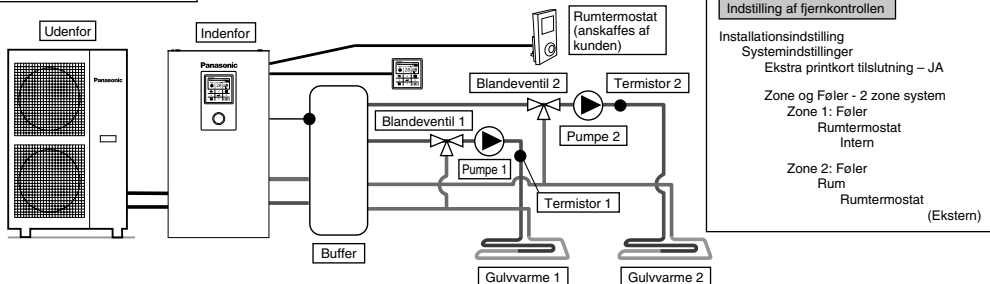 Udenfor
Indenfor
Rumtermostat
(anskaffes af
kunden)
Panasonic
Panasonic
Blandeventil 2
Termistor 2
Blandeventil 1
Pumpe 2
Pumpe 1
Termistor 1
Buffer
Gulvvarme 1
Gulvvarme 2
Indstilling af fjernkontrollen
Installationsindstilling
Systemindstillinger
Ekstra printkort tilslutning – JA
Zone og Føler - 2 zone system
Zone 1: Føler
Rumtermostat
Intern
Zone 2: Føler
Rum
Rumtermostat
(Ekstern)